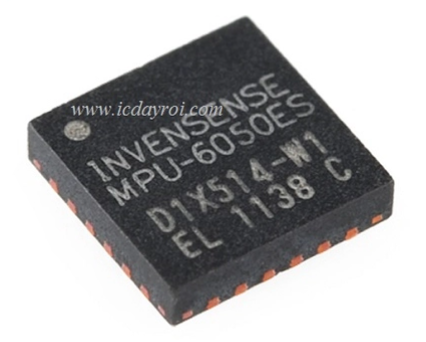 www.icdayroi.com
INVENSENSE
MPU-6050ES
D1X514-W1
EL 1138 C